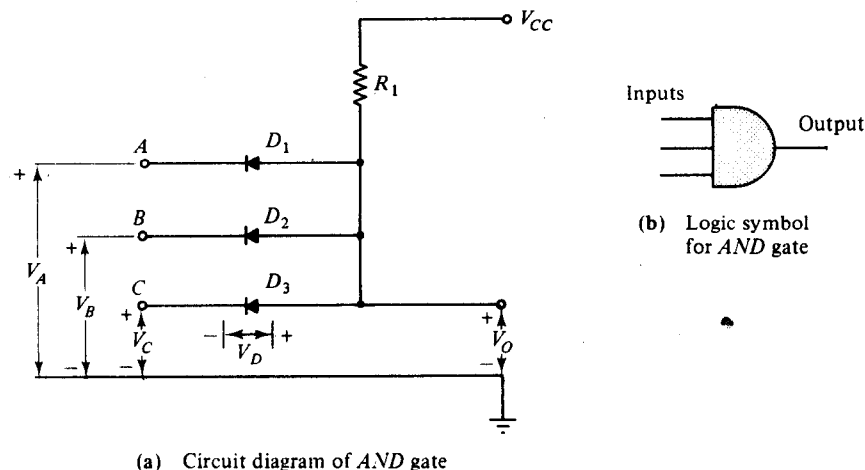 V_CC
R_1
A
D_1
+
B
D_2
+
V_A
V_B
C
D_3
+
V_C
− V_D +
+
V_O
−
− − −
(a) Circuit diagram of AND gate
Inputs
Output
(b) Logic symbol
for AND gate